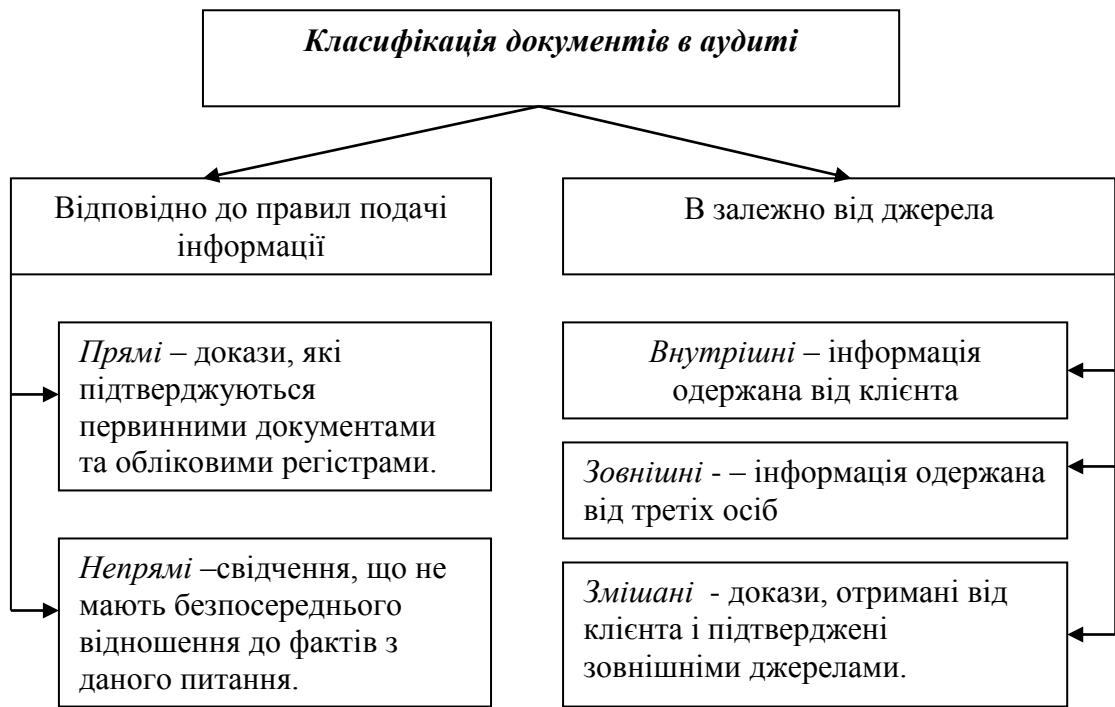 Класифікація документів в аудиті
Відповідно до правил подачі
інформації
Прямі – докази, які
підтверджуються
первинними документами
та обліковими регістрами.
Непрямі –свідчення, що не
мають безпосереднього
відношення до фактів з
даного питання.
В залежно від джерела
Внутрішні – інформація
одержана від клієнта
Зовнішні - – інформація одержана
від третіх осіб
Змішані - докази, отримані від
клієнта і підтверджені
зовнішніми джерелами.